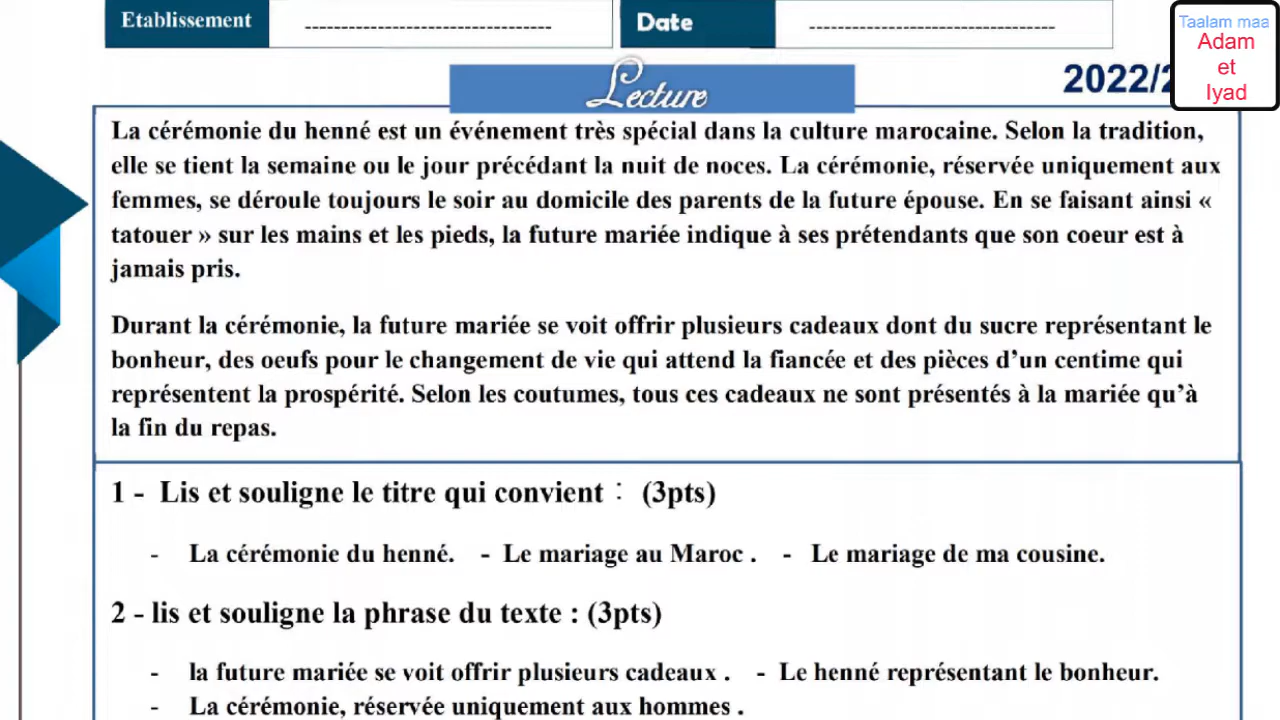 Etablissement ------------------------------------ Date ------------------------------------
Taalam maa
Adam
et
Iyad
Lecture
2022/2
La cérémonie du henné est un événement très spécial dans la culture marocaine. Selon la tradition,
elle se tient la semaine ou le jour précédant la nuit de noces. La cérémonie, réservée uniquement aux
femmes, se déroule toujours le soir au domicile des parents de la future épouse. En se faisant ainsi «
tatouer » sur les mains et les pieds, la future mariée indique à ses prétendants que son coeur est à
jamais pris.
Durant la cérémonie, la future mariée se voit offrir plusieurs cadeaux dont du sucre représentant le
bonheur, des oeufs pour le changement de vie qui attend la fiancée et des pièces d’un centime qui
représentent la prospérité. Selon les coutumes, tous ces cadeaux ne sont présentés à la mariée qu’à
la fin du repas.
1 - Lis et souligne le titre qui convient : (3pts)
- La cérémonie du henné. - Le mariage au Maroc . - Le mariage de ma cousine.
2 - lis et souligne la phrase du texte : (3pts)
- la future mariée se voit offrir plusieurs cadeaux . - Le henné représentant le bonheur.
- La cérémonie, réservée uniquement aux hommes .